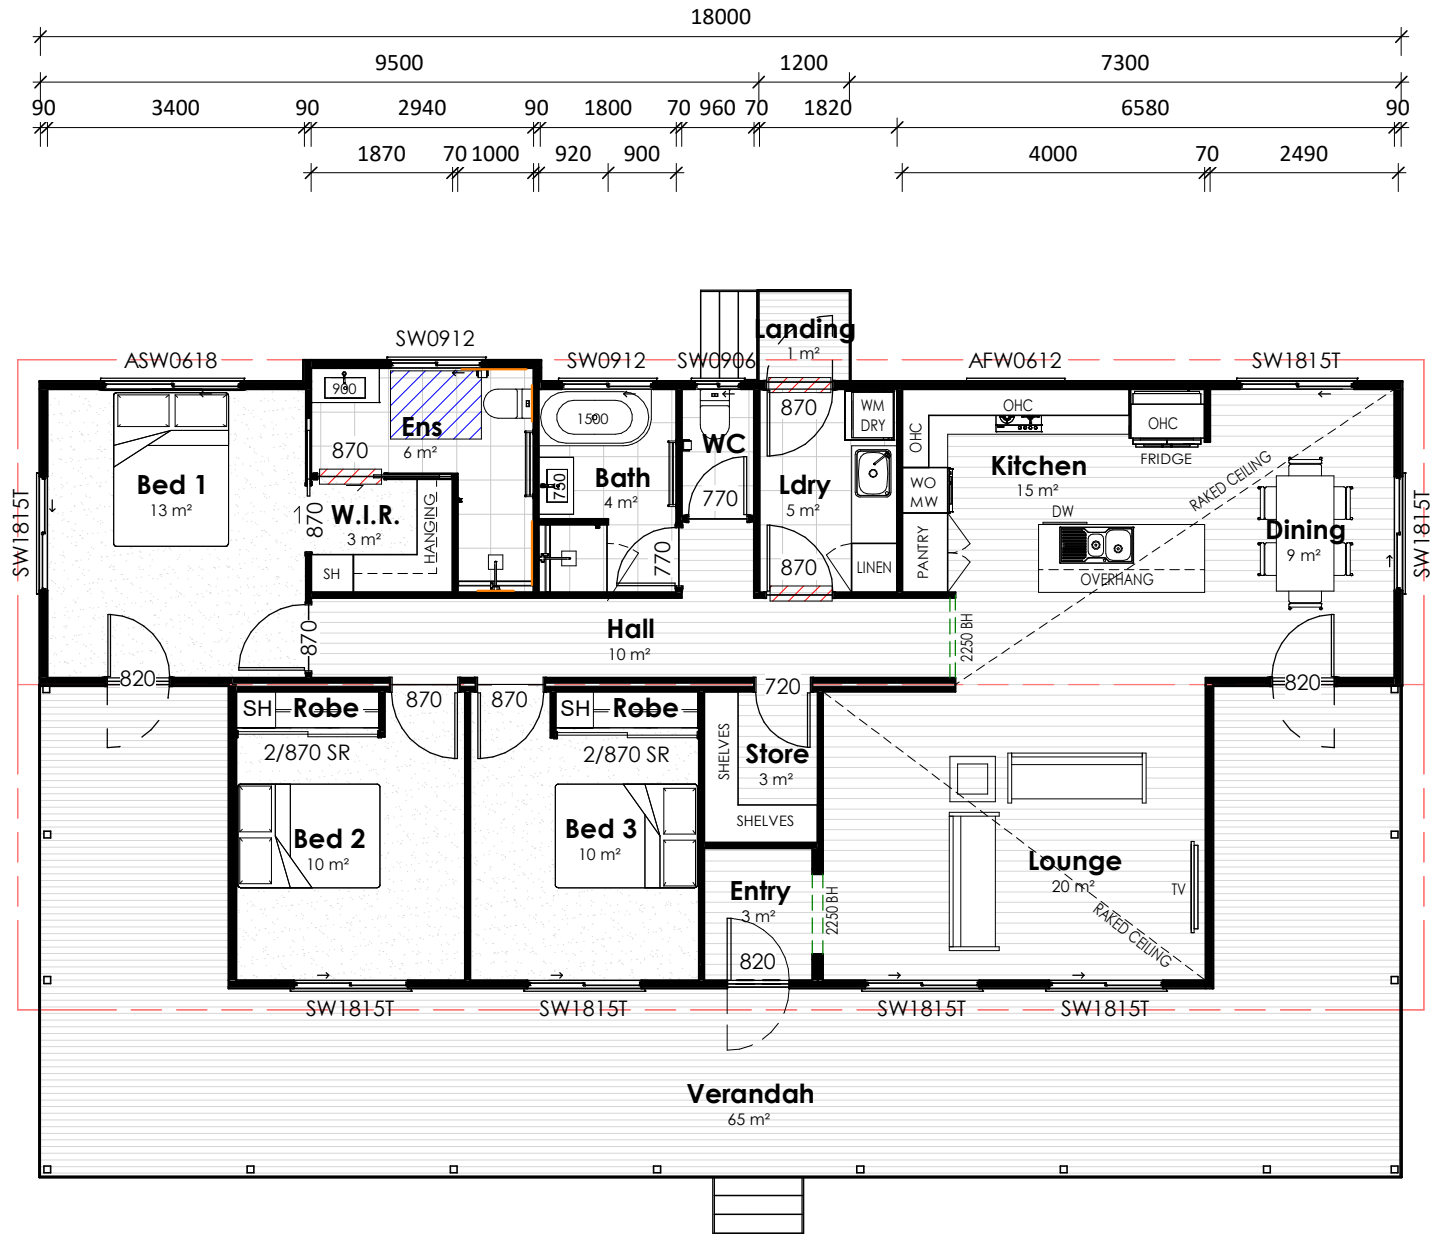 18000
9500 1200 7300
90 3400 90 2940 90 1800 70 960 70 1820 6580 90
1870 70 1000 920 900 4000 70 2490
Landing
1 m²
SW0912
ASW0618 SW0912 SW0906 AFW0612 SW1815T
900
1500
870
WM
DRY
OHC
OHC
OHC
FRIDGE
Ens
6 m²
870
WC
Kitchen
15 m²
RAKED CEILING
Bed 1
13 m²
Bath
4 m²
750
770
Ldry
5 m²
WO
MW
SW1815T
W.I.R.
3 m²
870
HANGING
SH
DW
Dining
9 m²
SW1815T
770
870
LINEN
PANTRY
OVERHANG
870
Hall
10 m²
2250 BH
820
870
870
720
820
SH Robe
SH Robe
2/870 SR
2/870 SR
SHELVES
Store
3 m²
SHELVES
Bed 2
10 m²
Bed 3
10 m²
Lounge
20 m²
TV
Entry
3 m²
2250 BH
RAKED CEILING
820
SW1815T SW1815T SW1815T SW1815T
Verandah
65 m²